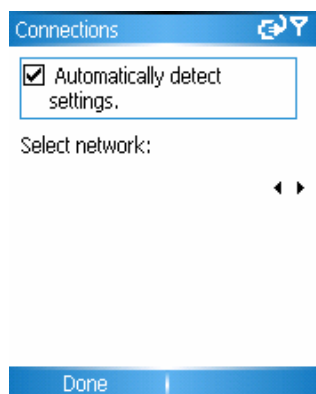 Connections
Automatically detect
settings.
Select network:
Done